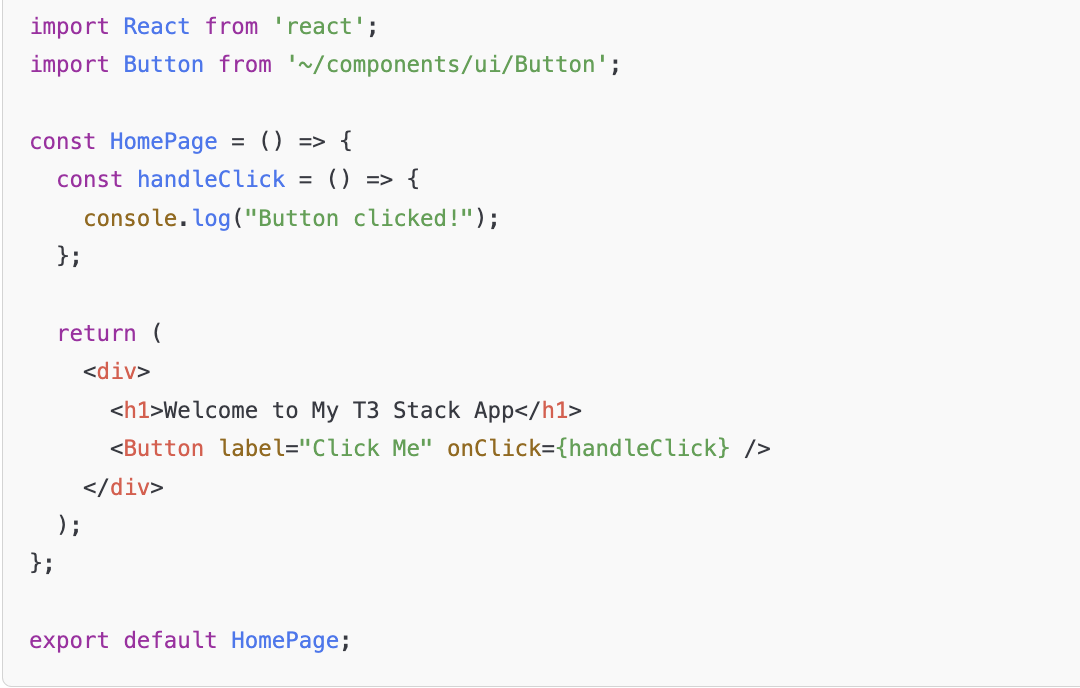 import React from 'react';
import Button from '~/components/ui/Button';

const HomePage = () => {
  const handleClick = () => {
    console.log("Button clicked!");
  };

  return (
    <div>
      <h1>Welcome to My T3 Stack App</h1>
      <Button label="Click Me" onClick={handleClick} />
    </div>
  );
};

export default HomePage;